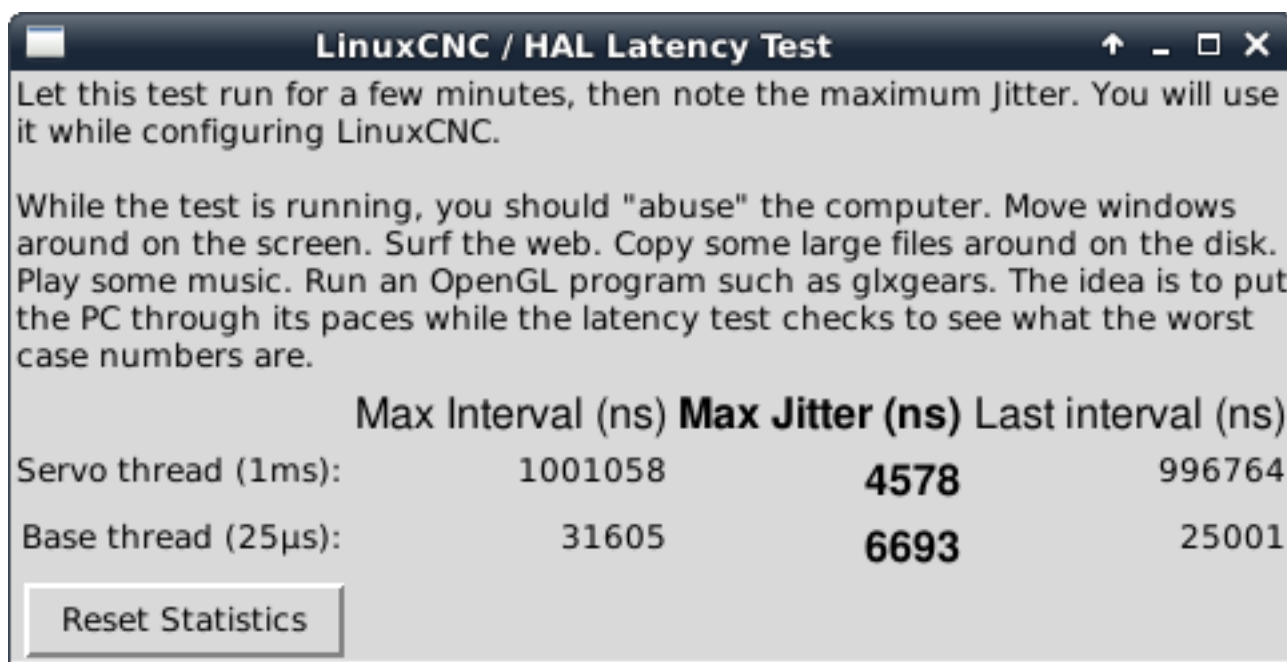 LinuxCNC / HAL Latency Test
Let this test run for a few minutes, then note the maximum Jitter. You will use
it while configuring LinuxCNC.
While the test is running, you should "abuse" the computer. Move windows
around on the screen. Surf the web. Copy some large files around on the disk.
Play some music. Run an OpenGL program such as glxgears. The idea is to put
the PC through its paces while the latency test checks to see what the worst
case numbers are.
Max Interval (ns) Max Jitter (ns) Last interval (ns)
Servo thread (1ms): 1001058 4578 996764
Base thread (25µs): 31605 6693 25001
Reset Statistics